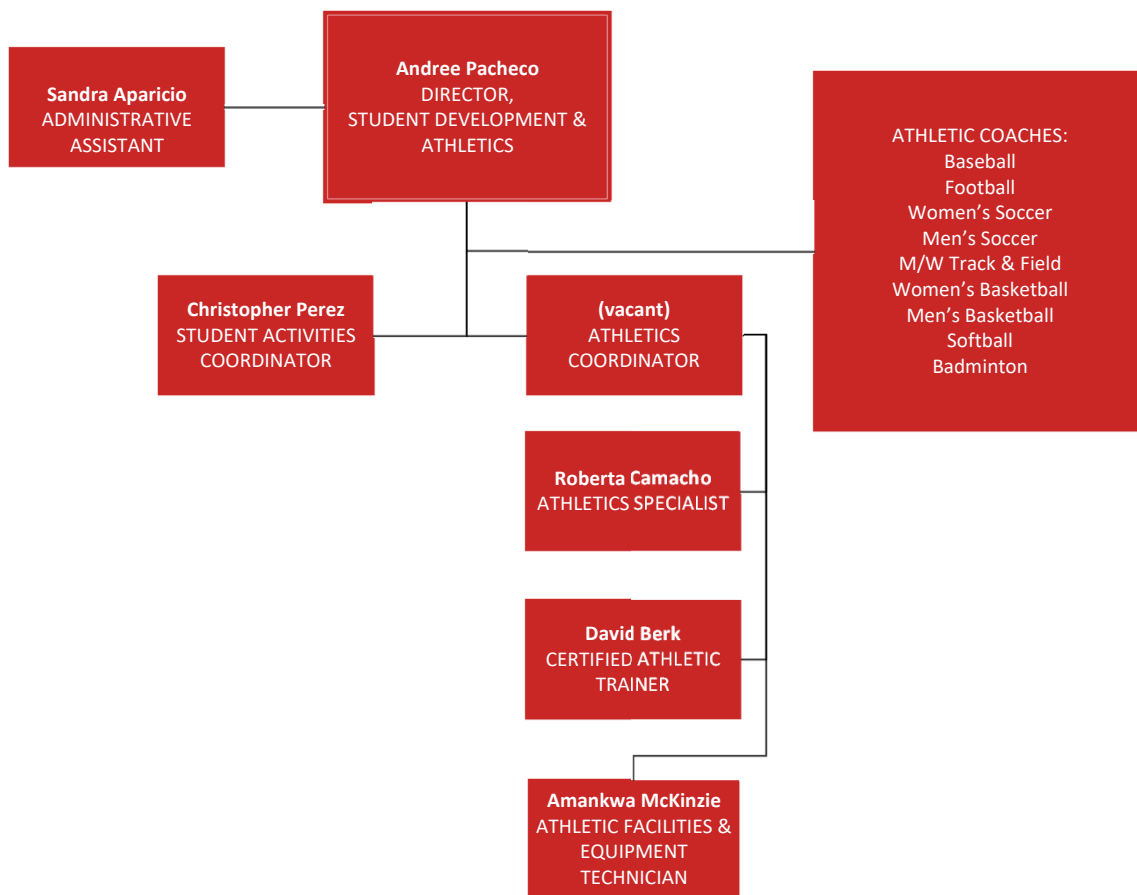 Sandra Aparicio
ADMINISTRATIVE
ASSISTANT
Andree Pacheco
DIRECTOR,
STUDENT DEVELOPMENT &
ATHLETICS
ATHLETIC COACHES:
Baseball
Football
Women’s Soccer
Men’s Soccer
M/W Track & Field
Women’s Basketball
Men’s Basketball
Softball
Badminton
Christopher Perez
STUDENT ACTIVITIES
COORDINATOR
(vacant)
ATHLETICS
COORDINATOR
Roberta Camacho
ATHLETICS SPECIALIST
David Berk
CERTIFIED ATHLETIC
TRAINER
Amankwa McKinzie
ATHLETIC FACILITIES &
EQUIPMENT
TECHNICIAN